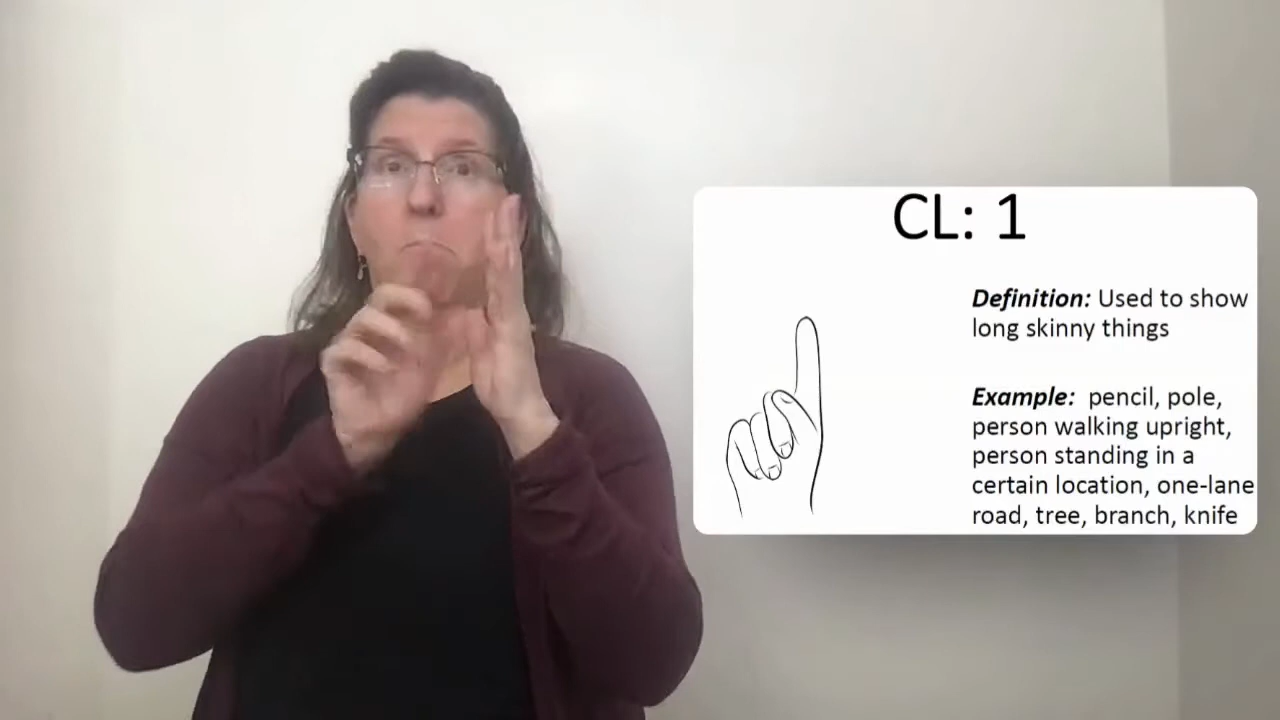 CL: 1
Definition: Used to show
long skinny things
Example: pencil, pole,
person walking upright,
person standing in a
certain location, one-lane
road, tree, branch, knife